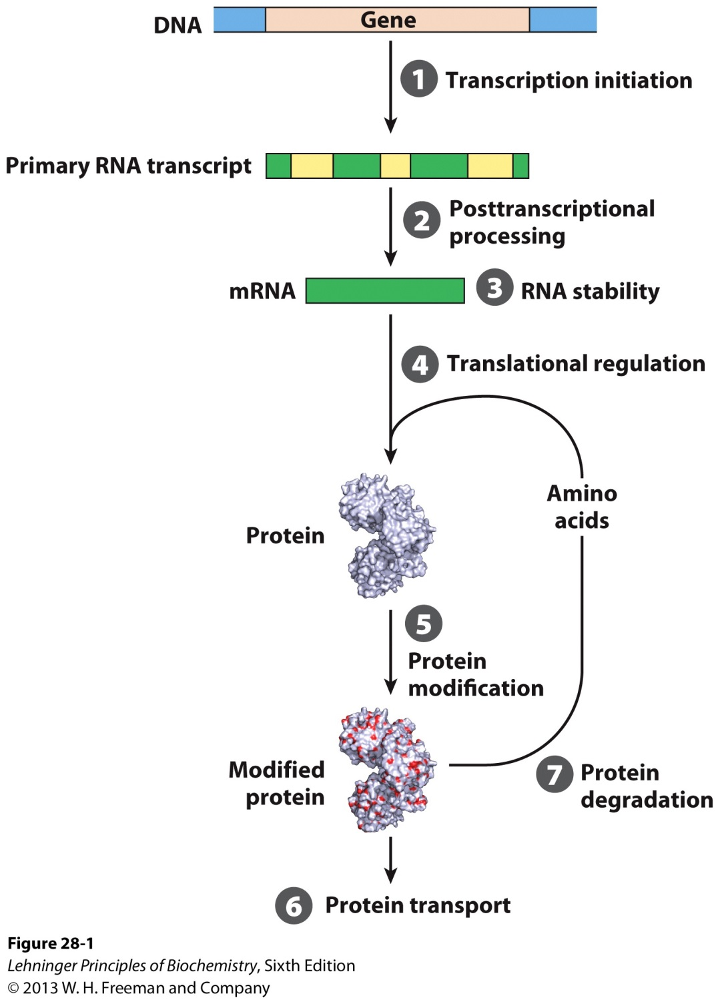 DNA
Gene
1 Transcription initiation
Primary RNA transcript
2 Posttranscriptional
processing
mRNA
3 RNA stability
4 Translational regulation
Amino
acids
Protein
5
Protein
modification
Modified
protein
7 Protein
degradation
6 Protein transport
Figure 28-1
Lehninger Principles of Biochemistry, Sixth Edition
© 2013 W. H. Freeman and Company